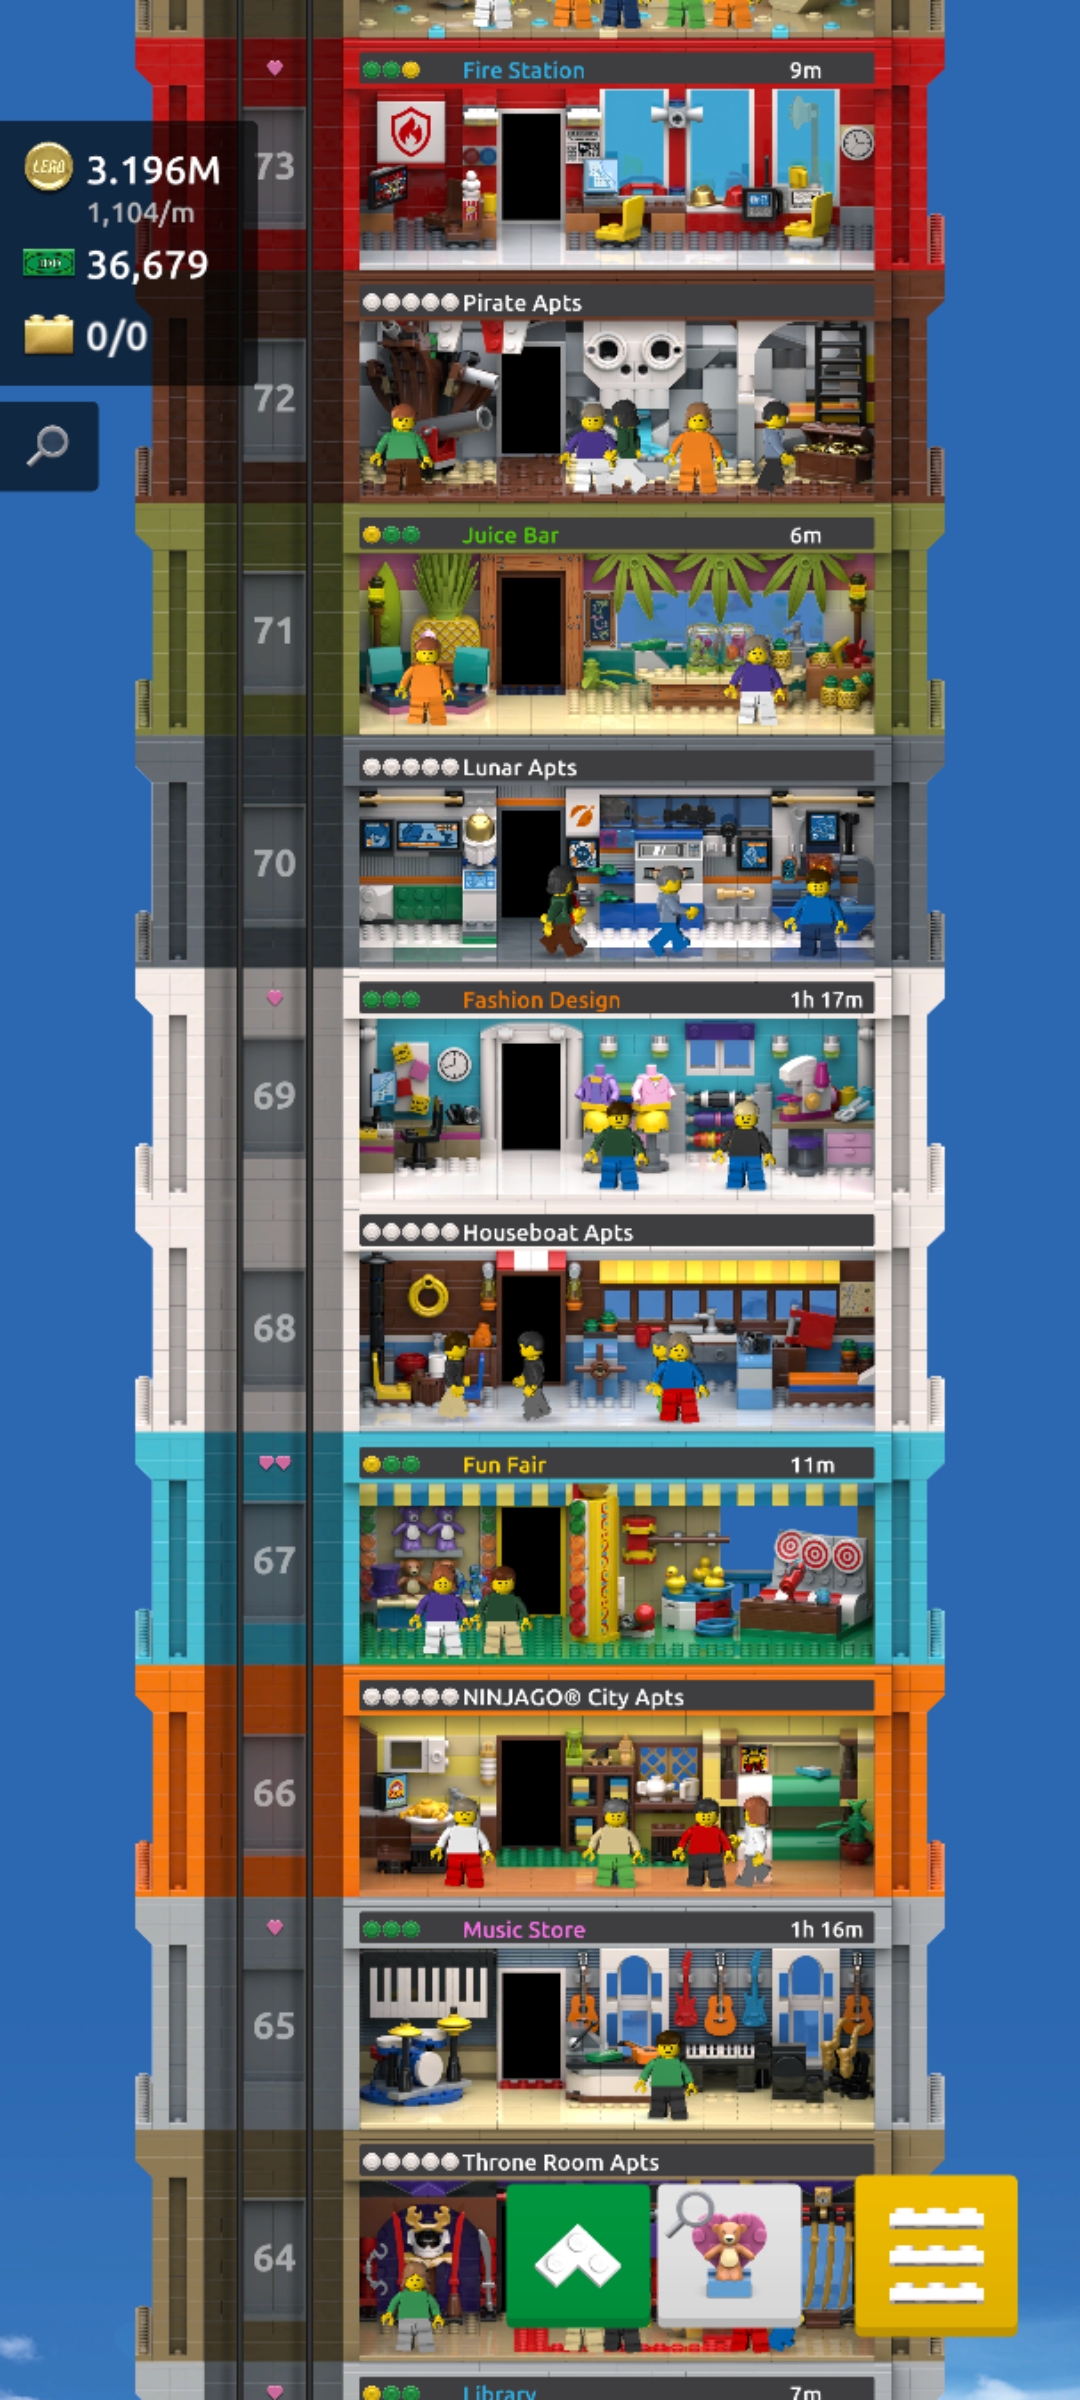 Fire Station 9m
73
LEGO 3.196M
1,104/m
36,679
0/0
Pirate Apts
72
Juice Bar 6m
71
Lunar Apts
70
Fashion Design 1h 17m
69
Houseboat Apts
68
Fun Fair 11m
67
NINJAGO® City Apts
66
Music Store 1h 16m
65
Throne Room Apts
64
Library 7m